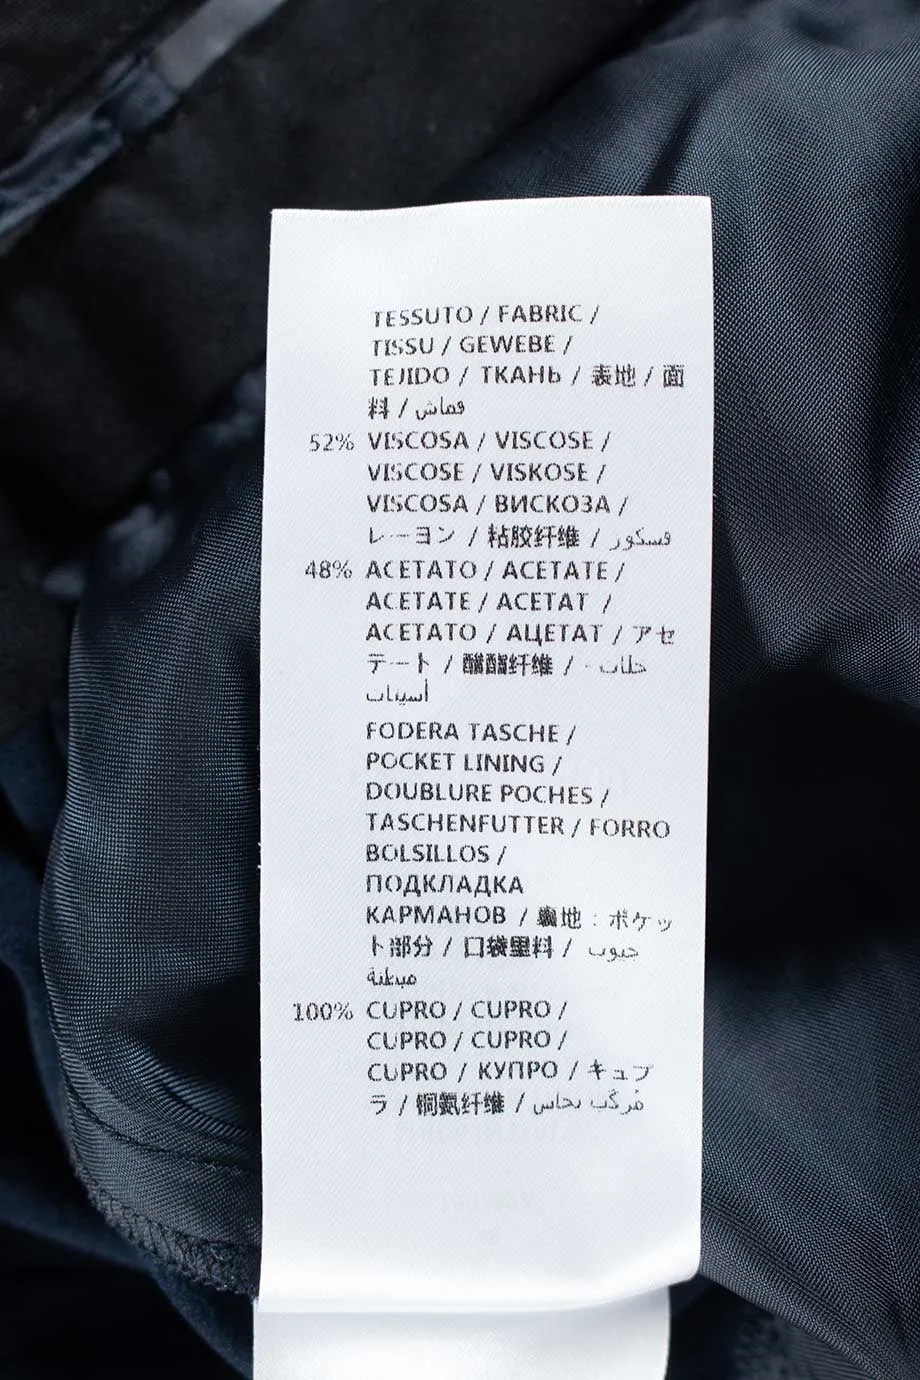 TESSUTO / FABRIC /
TISSU / GEWEBE /
TEJIDO / ТКАНЬ / 表地 / 面
料 / قماش
52% VISCOSA / VISCOSE /
VISCOSE / VISKOSE /
VISCOSA / ВИСКОЗА /
レーヨン / 粘胶纤维 / فسكور
48% ACETATO / ACETATE /
ACETATE / ACETAT /
ACETATO / АЦЕТАТ / アセ
テート / 醋酯纤维 / خلات -
أسيتات
FODERA TASCHE /
POCKET LINING /
DOUBLURE POCHES /
TASCHENFUTTER / FORRO
BOLSILLOS /
ПОДКЛАДКА
КАРМАНОВ / 裏地 : ポケッ
ト部分 / 口袋里料 / جيوب
مبطنة
100% CUPRO / CUPRO /
CUPRO / CUPRO /
CUPRO / КУПРО / キュプ
ラ / 铜氨纤维 / مُركّب نحاس